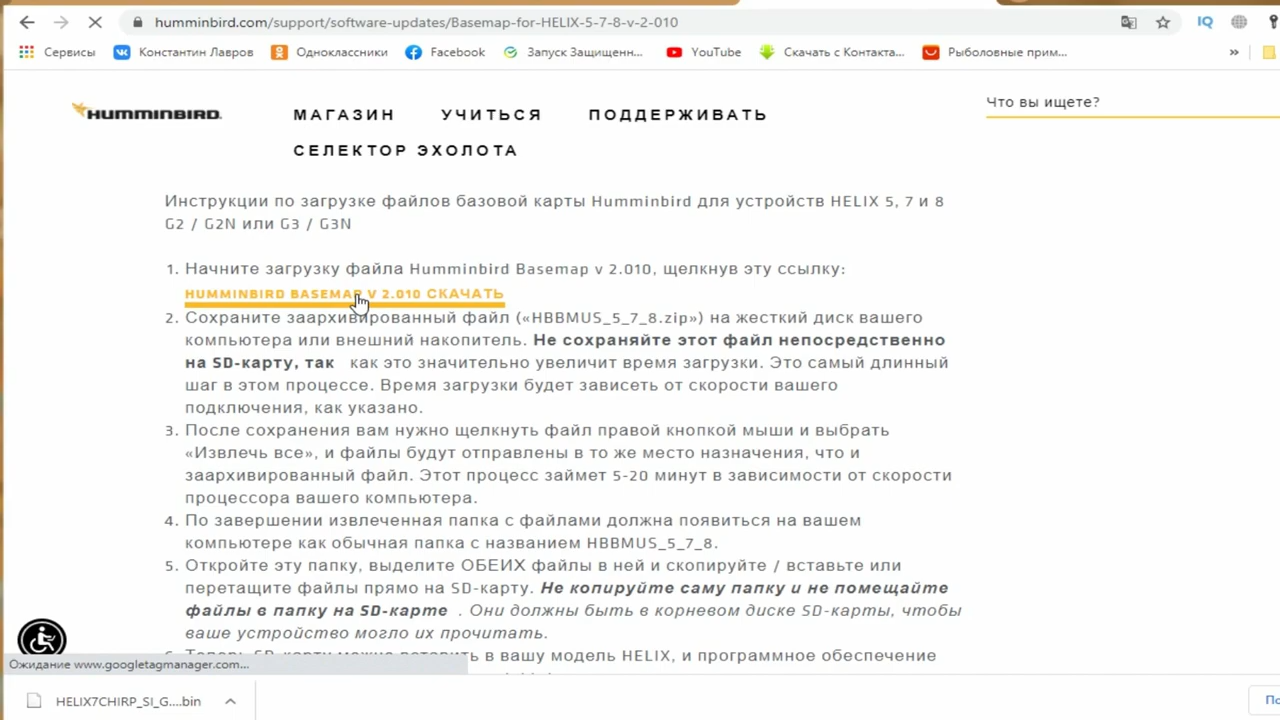 humminbird.com/support/software-updates/Basemap-for-HELIX-5-7-8-v-2-010
IQ
Сервисы
Константин Лавров
Одноклассники
Facebook
Запуск Защищенн...
YouTube
Скачать с Контакта...
Рыболовные прим...
»
HUMMINBIRD.
МАГАЗИН
УЧИТЬСЯ
ПОДДЕРЖИВАТЬ
Что вы ищете?
СЕЛЕКТОР ЭХОЛОТА
Инструкции по загрузке файлов базовой карты Humminbird для устройств HELIX 5, 7 и 8
G2 / G2N или G3 / G3N
1. Начните загрузку файла Humminbird Basemap v 2.010, щелкнув эту ссылку:
HUMMINBIRD BASEMAP V 2.010 СКАЧАТЬ
2. Сохраните заархивированный файл («HBBMUS_5_7_8.zip») на жесткий диск вашего
компьютера или внешний накопитель. Не сохраняйте этот файл непосредственно
на SD-карту, так как это значительно увеличит время загрузки. Это самый длинный
шаг в этом процессе. Время загрузки будет зависеть от скорости вашего
подключения, как указано.
3. После сохранения вам нужно щелкнуть файл правой кнопкой мыши и выбрать
«Извлечь все», и файлы будут отправлены в то же место назначения, что и
заархивированный файл. Этот процесс займет 5-20 минут в зависимости от скорости
процессора вашего компьютера.
4. По завершении извлеченная папка с файлами должна появиться на вашем
компьютере как обычная папка с названием HBBMUS_5_7_8.
5. Откройте эту папку, выделите ОБЕИХ файлы в ней и скопируйте / вставьте или
перетащите файлы прямо на SD-карту. Не копируйте саму папку и не помещайте
файлы в папку на SD-карте . Они должны быть в корневом диске SD-карты, чтобы
ваше устройство могло их прочитать.
в вашу модель HELIX, и программное обеспечение
Ожидание www.googletagmanager.com...
HELIX7CHIRP_SI_G....bin